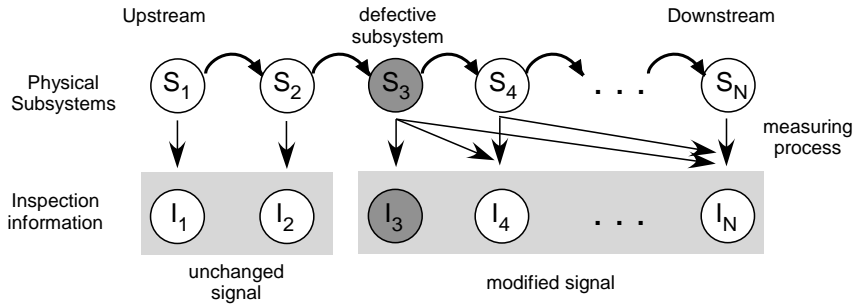 Upstream
defective
subsystem
Downstream
Physical
Subsystems
S1
S2
S3
S4
. . .
SN
measuring
process
Inspection
information
I1
I2
I3
I4
. . .
IN
unchanged
signal
modified signal